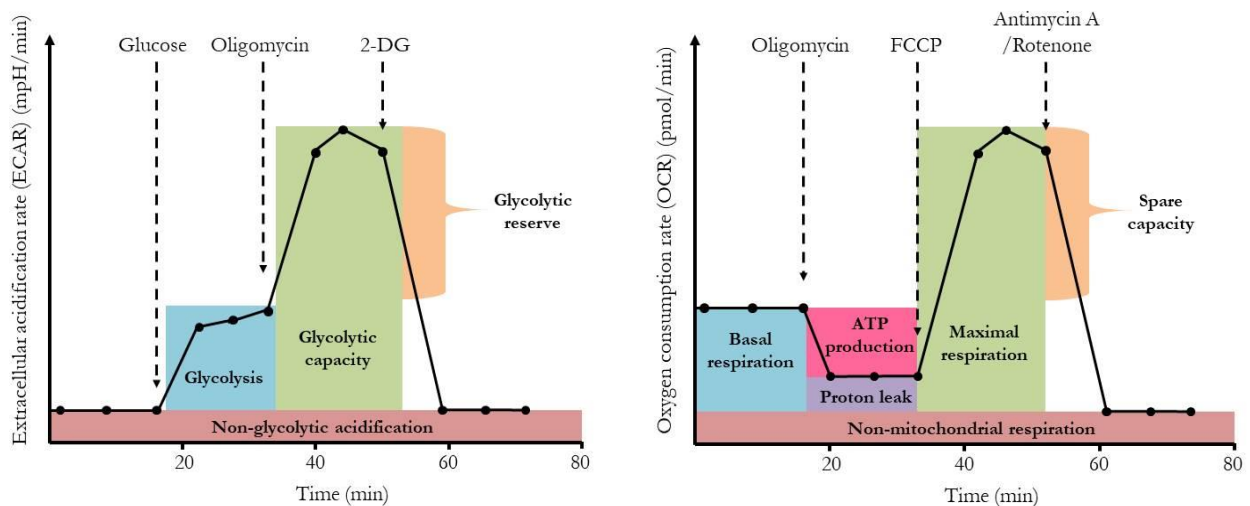 Extracellular acidification rate (ECAR) (mpH/min)
Glucose
Oligomycin
2-DG
Glycolytic
reserve
Glycolytic
capacity
Glycolysis
Non-glycolytic acidification
20
40
60
80
Time (min)
Oxygen consumption rate (OCR) (pmol/min)
Oligomycin
FCCP
Antimycin A
/Rotenone
Spare
capacity
Basal
respiration
ATP
production
Maximal
respiration
Proton leak
Non-mitochondrial respiration
20
40
60
80
Time (min)